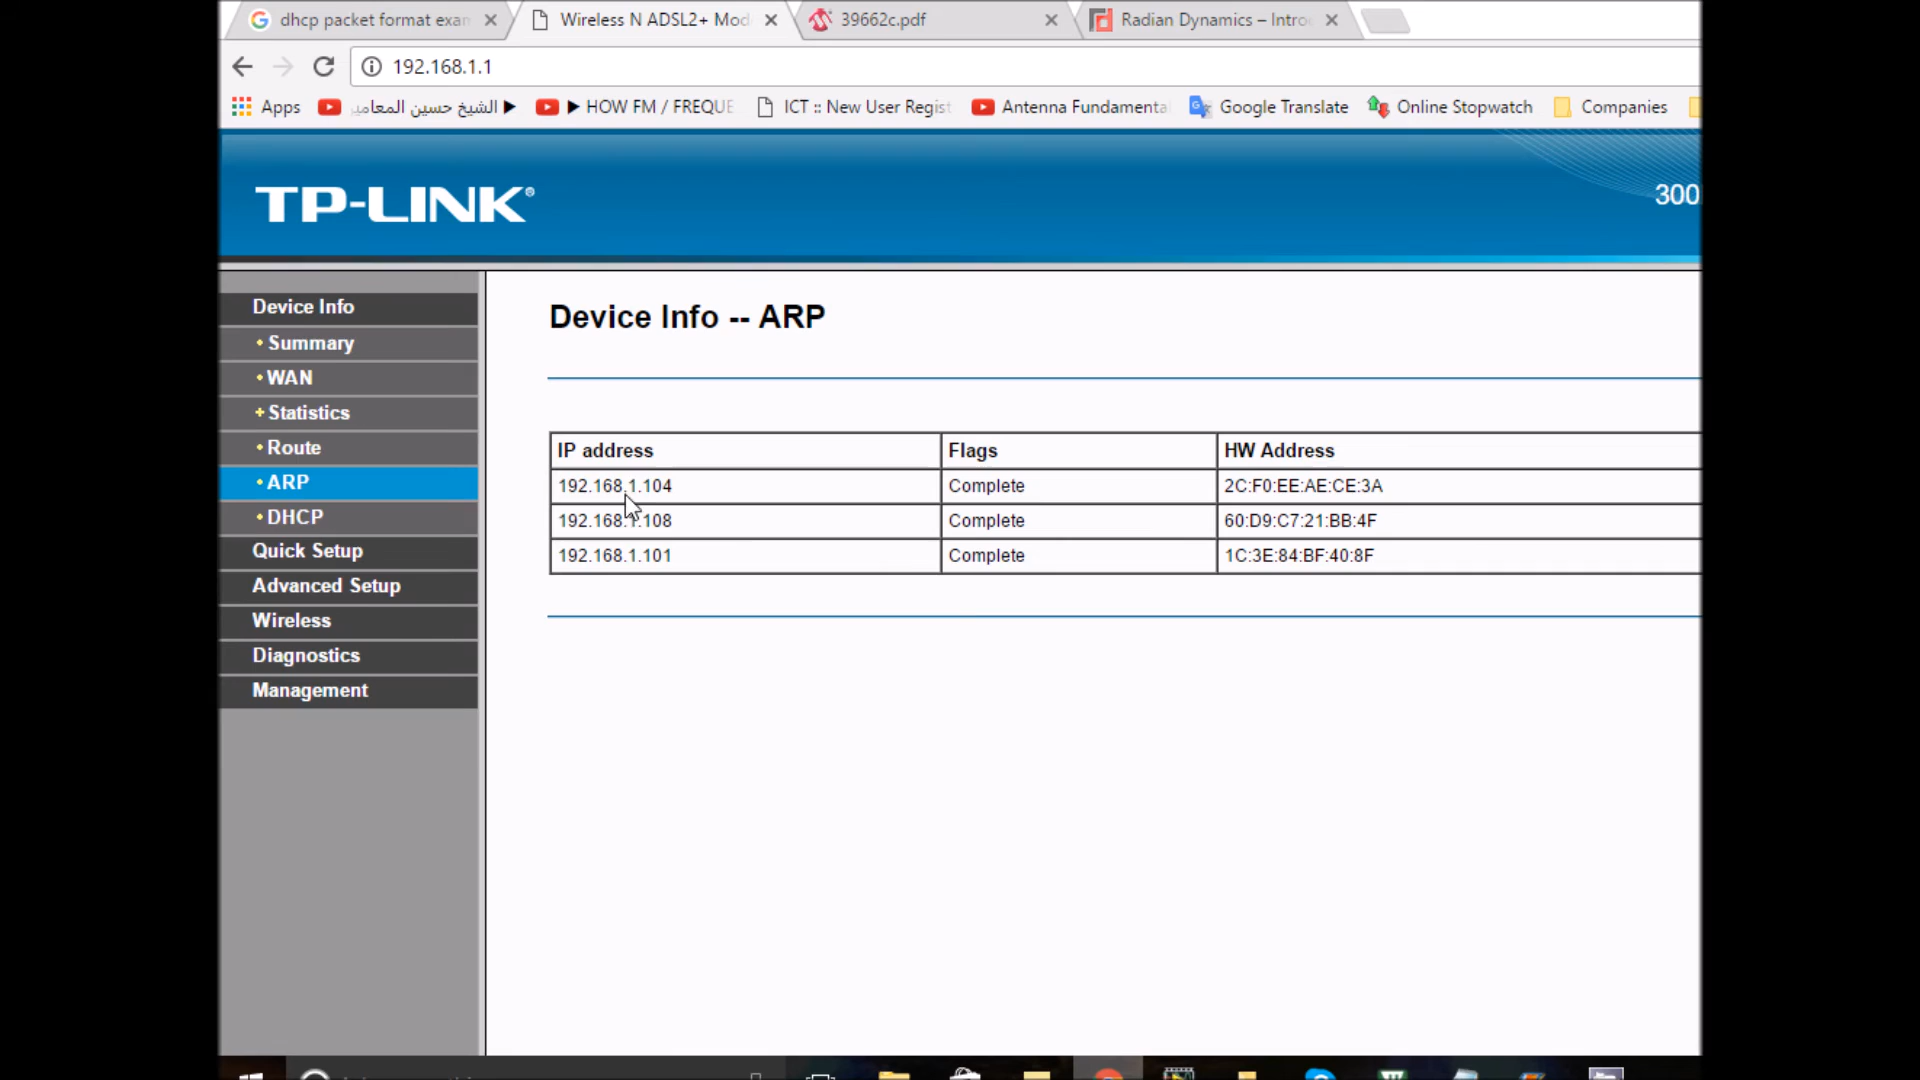 dhcp packet format exar
Wireless N ADSL2+ Mod
39662c.pdf
Radian Dynamics – Intro
192.168.1.1
Apps
الشيخ حسين المعامير
HOW FM / FREQUE
ICT :: New User Regist
Antenna Fundamenta
Google Translate
Online Stopwatch
Companies
TP-LINK®
300
Device Info
Summary
WAN
Statistics
Route
ARP
DHCP
Quick Setup
Advanced Setup
Wireless
Diagnostics
Management
Device Info -- ARP
IP address Flags HW Address
192.168.1.104 Complete 2C:F0:EE:AE:CE:3A
192.168.1.108 Complete 60:D9:C7:21:BB:4F
192.168.1.101 Complete 1C:3E:84:BF:40:8F